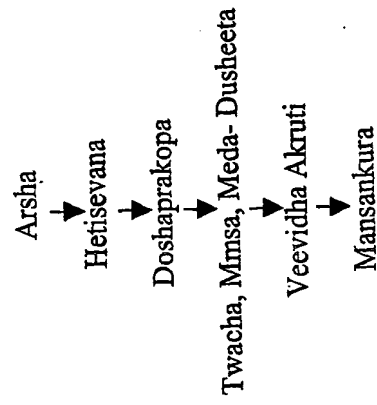 Arsha
Hetisevana
Doshaprakopa
Twacha, Mmsa, Meda- Dusheeta
Veevidha Akruti
Mansankura